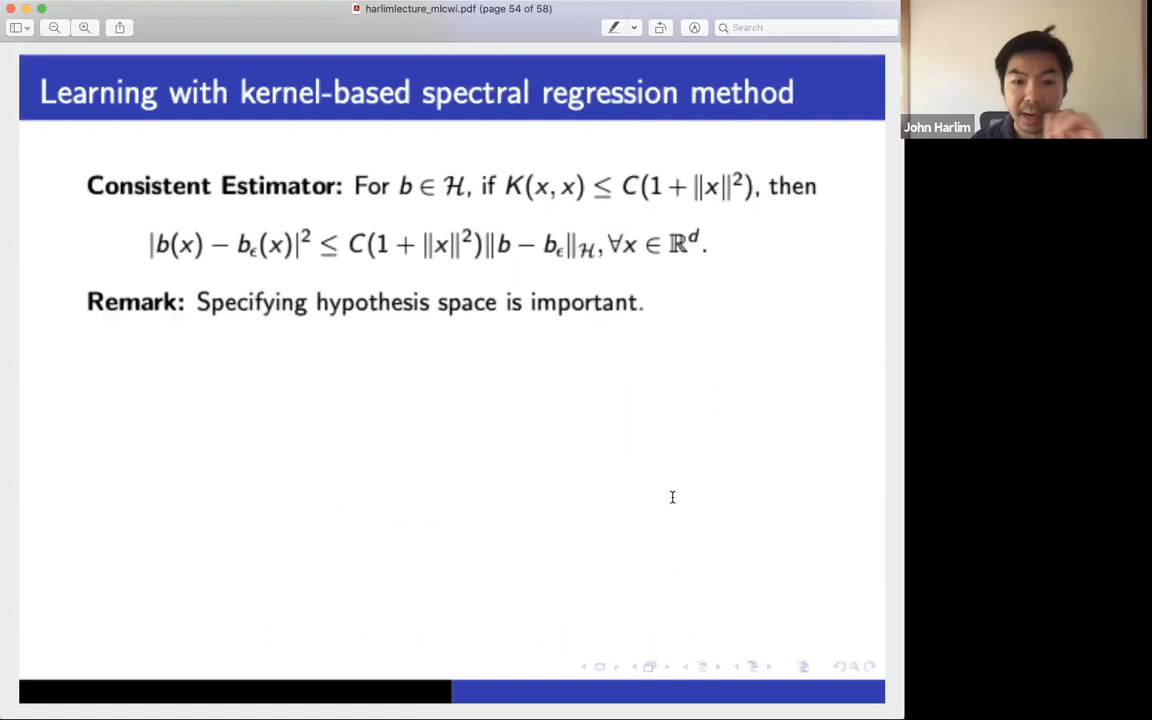 harlimlecture_mlcwi.pdf (page 54 of 58)
Search
Learning with kernel-based spectral regression method
John Harlim
Consistent Estimator: For b ∈ ℋ, if K(x, x) ≤ C(1 + ‖x‖²), then
|b(x) − b_ϵ(x)|² ≤ C(1 + ‖x‖²)‖b − b_ϵ‖_ℋ, ∀x ∈ ℝᵈ.
Remark: Specifying hypothesis space is important.